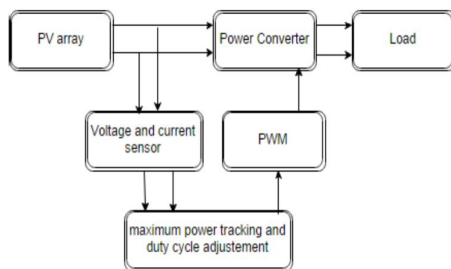 PV array
Power Converter
Load
Voltage and current
sensor
PWM
maximum power tracking and
duty cycle adjustement